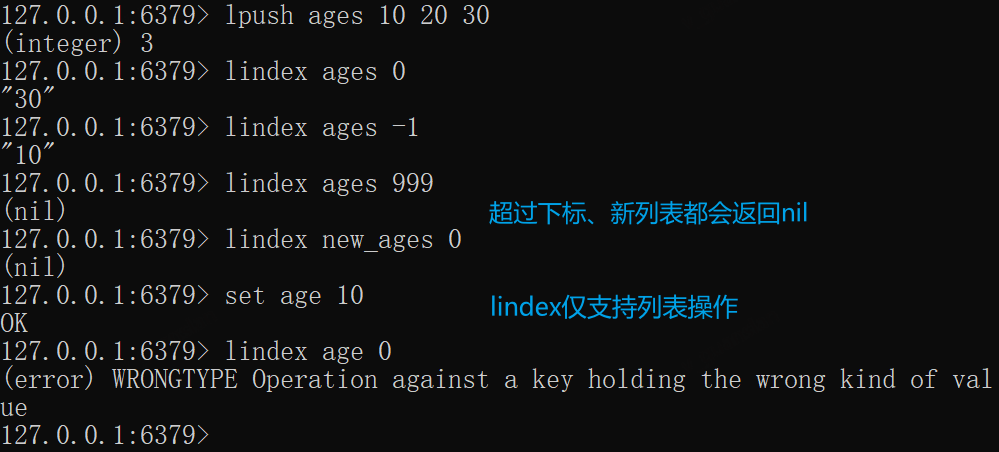 127.0.0.1:6379> lpush ages 10 20 30
(integer) 3
127.0.0.1:6379> lindex ages 0
"30"
127.0.0.1:6379> lindex ages -1
"10"
127.0.0.1:6379> lindex ages 999
(nil)
超过下标、新列表都会返回nil
127.0.0.1:6379> lindex new_ages 0
(nil)
127.0.0.1:6379> set age 10
lindex仅支持列表操作
OK
127.0.0.1:6379> lindex age 0
(error) WRONGTYPE Operation against a key holding the wrong kind of val
ue
127.0.0.1:6379>